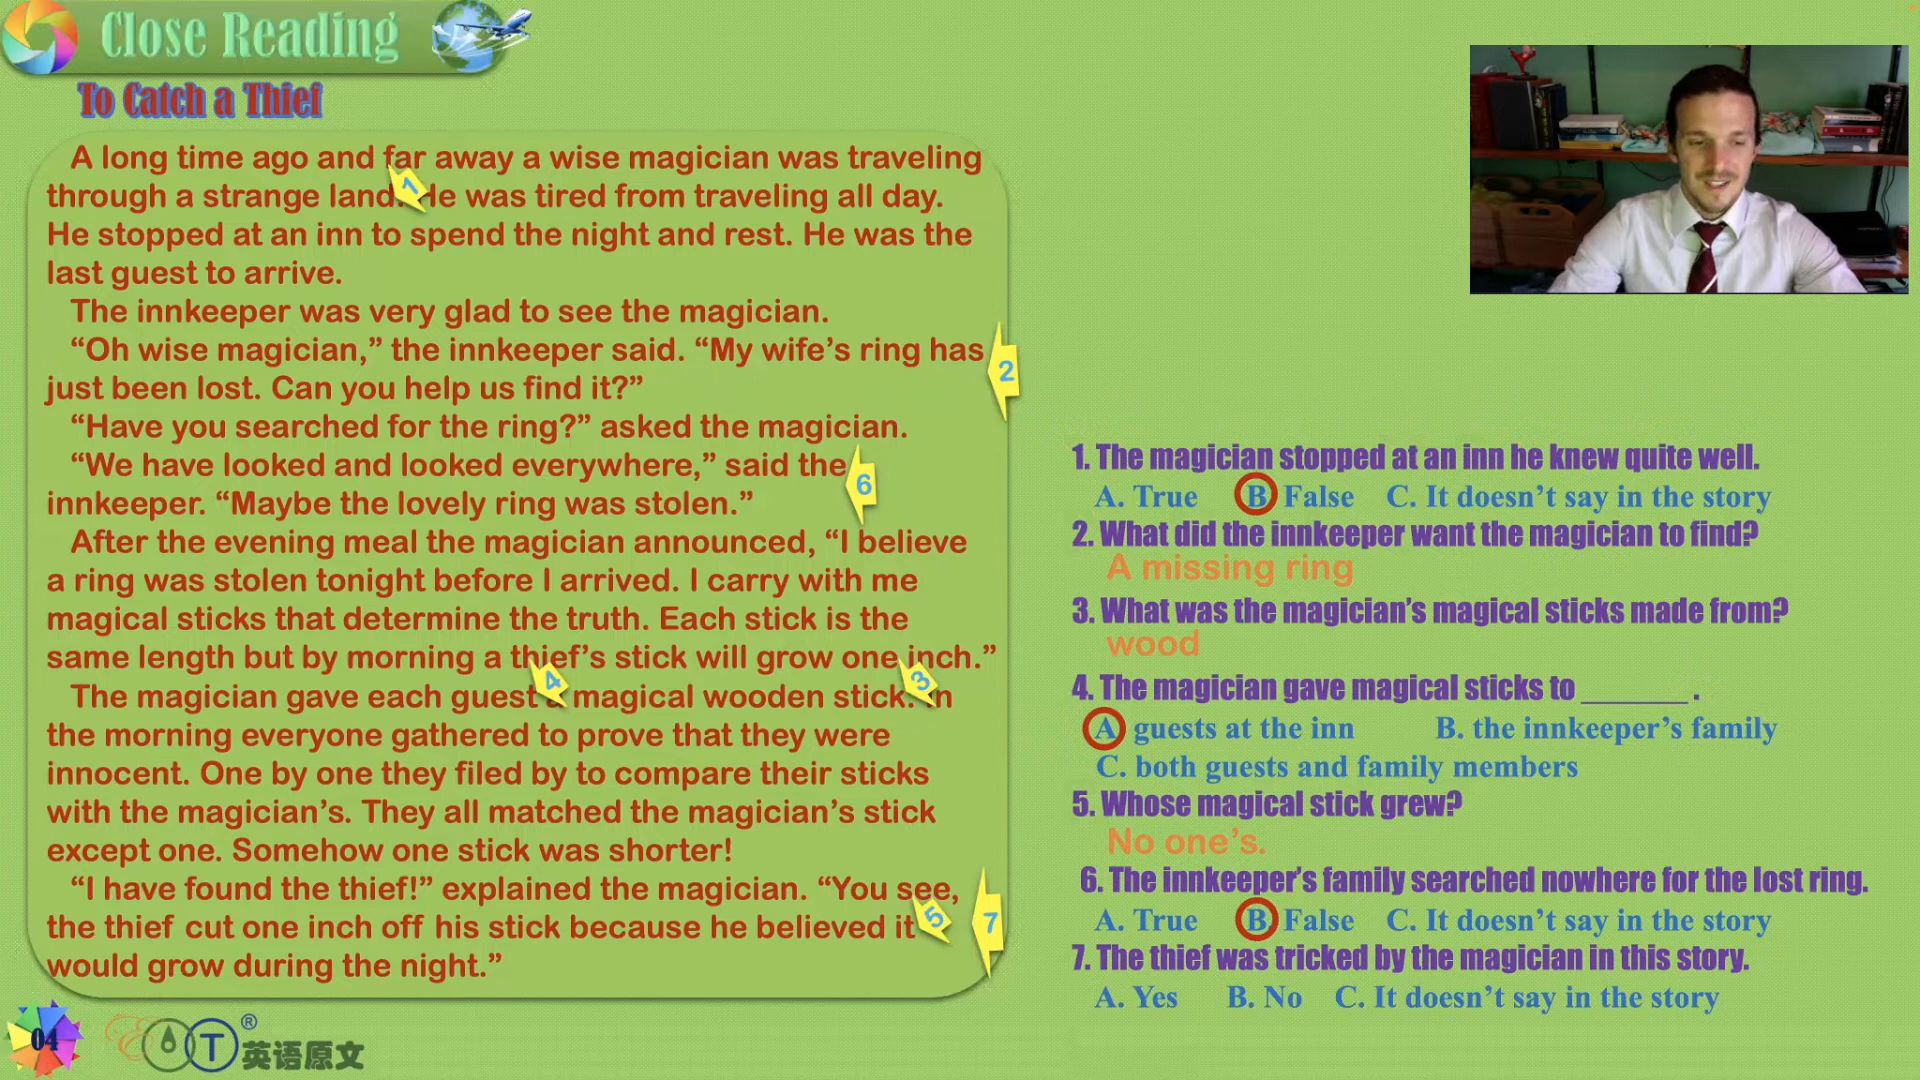 Close Reading
To Catch a Thief
A long time ago and far away a wise magician was traveling
through a strange land. He was tired from traveling all day.
He stopped at an inn to spend the night and rest. He was the
last guest to arrive.
The innkeeper was very glad to see the magician.
“Oh wise magician,” the innkeeper said. “My wife’s ring has
just been lost. Can you help us find it?”
“Have you searched for the ring?” asked the magician.
“We have looked and looked everywhere,” said the
innkeeper. “Maybe the lovely ring was stolen.”
After the evening meal the magician announced, “I believe
a ring was stolen tonight before I arrived. I carry with me
magical sticks that determine the truth. Each stick is the
same length but by morning a thief’s stick will grow one inch.”
The magician gave each guest a magical wooden stick. In
the morning everyone gathered to prove that they were
innocent. One by one they filed by to compare their sticks
with the magician’s. They all matched the magician’s stick
except one. Somehow one stick was shorter!
“I have found the thief!” explained the magician. “You see,
the thief cut one inch off his stick because he believed it
would grow during the night.”
1
2
6
4
3
5
7
1. The magician stopped at an inn he knew quite well.
A. True B. False C. It doesn’t say in the story
2. What did the innkeeper want the magician to find?
A missing ring
3. What was the magician’s magical sticks made from?
wood
4. The magician gave magical sticks to _______ .
A guests at the inn B. the innkeeper’s family
C. both guests and family members
5. Whose magical stick grew?
No one’s.
6. The innkeeper’s family searched nowhere for the lost ring.
A. True B. False C. It doesn’t say in the story
7. The thief was tricked by the magician in this story.
A. Yes B. No C. It doesn’t say in the story
04
T ® 英语原文